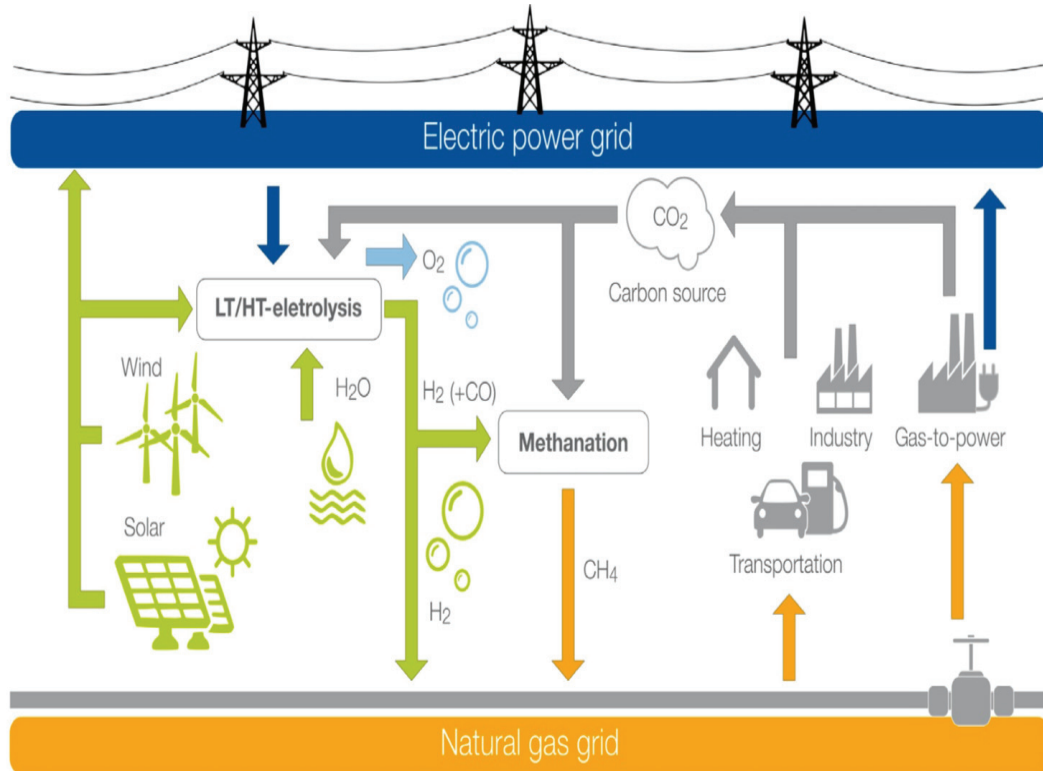 Electric power grid
CO₂
O₂
Carbon source
LT/HT-eletrolysis
Wind
H₂O
H₂ (+CO)
Methanation
Heating
Industry
Gas-to-power
Solar
Transportation
CH₄
H₂
Natural gas grid